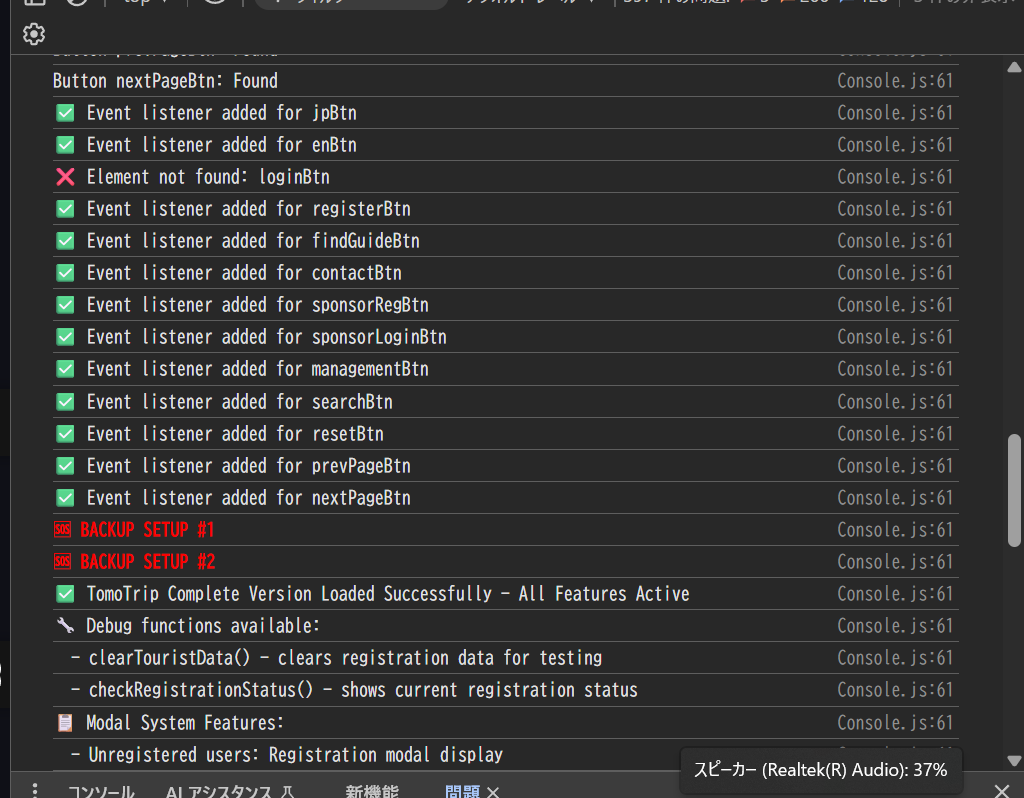 Button nextPageBtn: Found Console.js:61
✅ Event listener added for jpBtn Console.js:61
✅ Event listener added for enBtn Console.js:61
❌ Element not found: loginBtn Console.js:61
✅ Event listener added for registerBtn Console.js:61
✅ Event listener added for findGuideBtn Console.js:61
✅ Event listener added for contactBtn Console.js:61
✅ Event listener added for sponsorRegBtn Console.js:61
✅ Event listener added for sponsorLoginBtn Console.js:61
✅ Event listener added for managementBtn Console.js:61
✅ Event listener added for searchBtn Console.js:61
✅ Event listener added for resetBtn Console.js:61
✅ Event listener added for prevPageBtn Console.js:61
✅ Event listener added for nextPageBtn Console.js:61
🆘 BACKUP SETUP #1 Console.js:61
🆘 BACKUP SETUP #2 Console.js:61
✅ TomoTrip Complete Version Loaded Successfully - All Features Active Console.js:61
🔧 Debug functions available: Console.js:61
- clearTouristData() - clears registration data for testing Console.js:61
- checkRegistrationStatus() - shows current registration status Console.js:61
📋 Modal System Features: Console.js:61
- Unregistered users: Registration modal display
スピーカー (Realtek(R) Audio): 37%
コンソール AI アシスタンス 新機能 問題